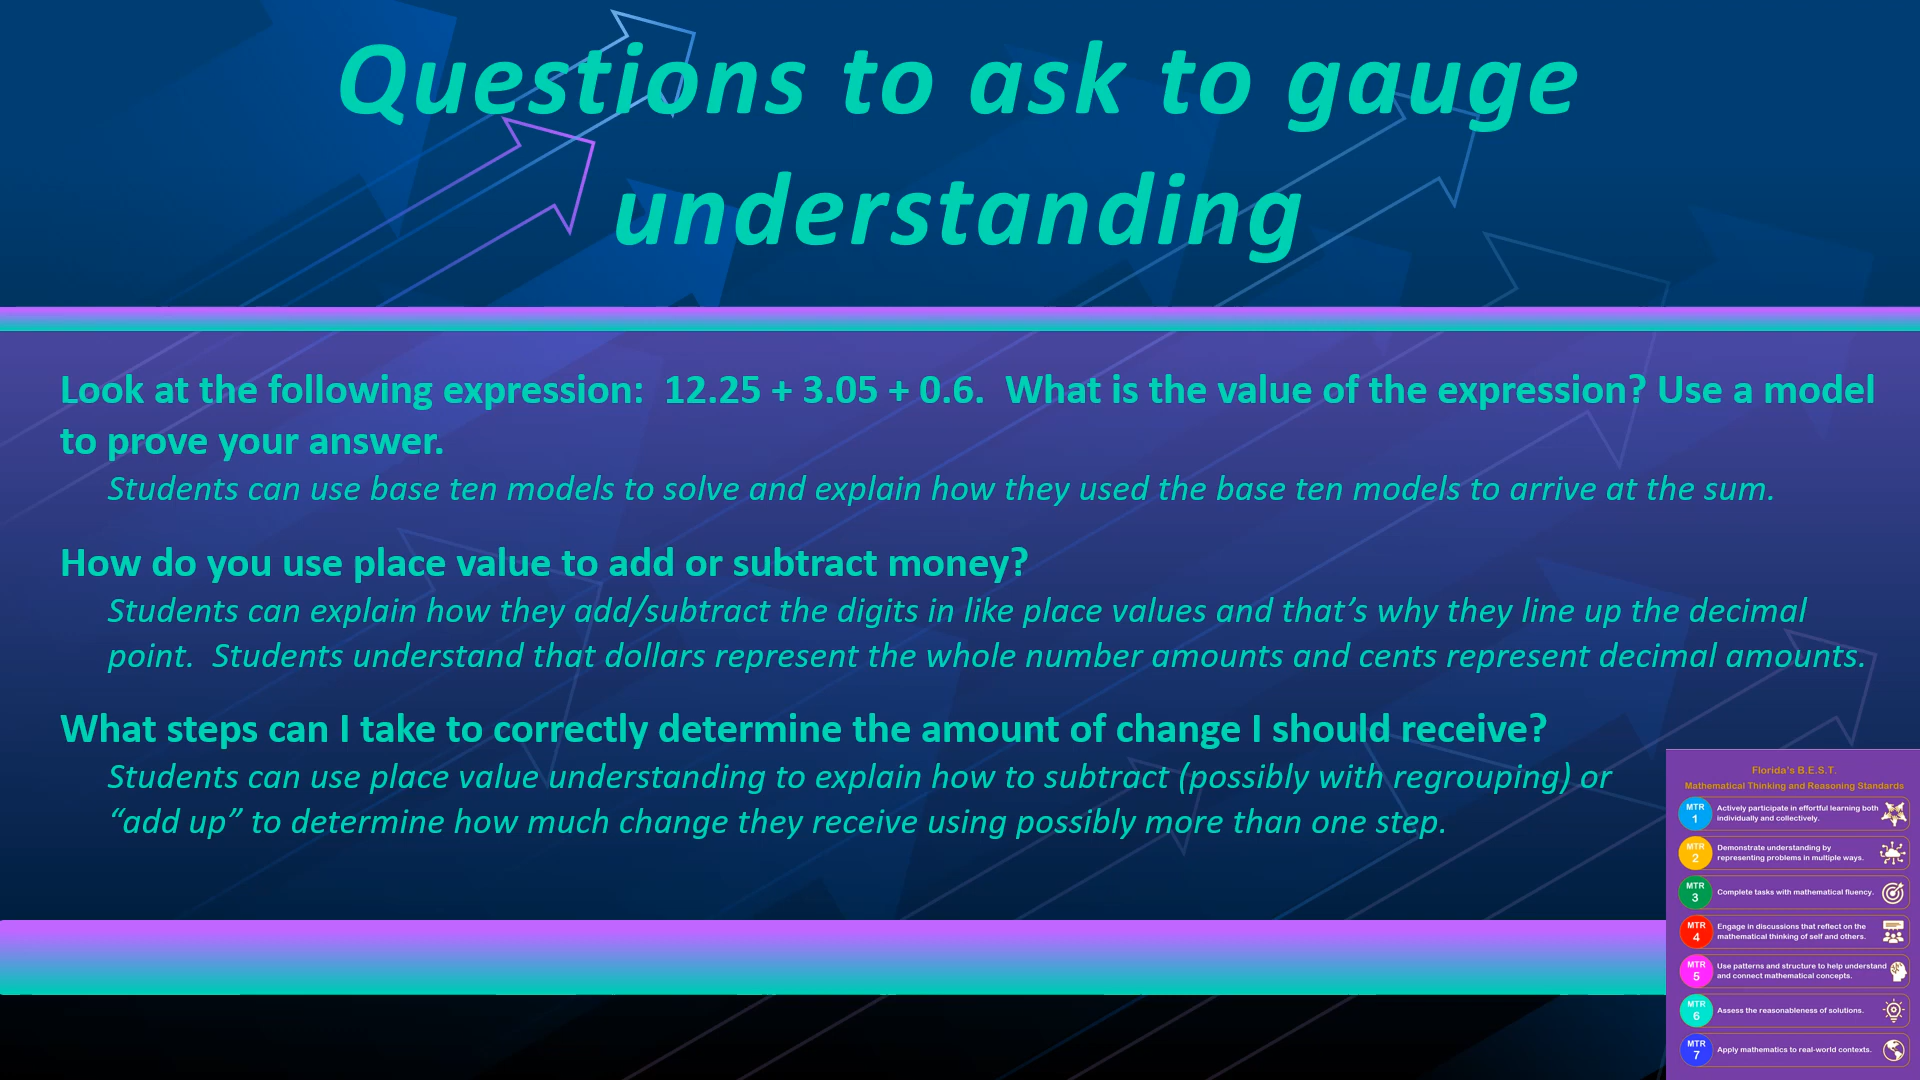 Questions to ask to gauge
understanding
Look at the following expression:  12.25 + 3.05 + 0.6.  What is the value of the expression? Use a model
to prove your answer.
Students can use base ten models to solve and explain how they used the base ten models to arrive at the sum.
How do you use place value to add or subtract money?
Students can explain how they add/subtract the digits in like place values and that’s why they line up the decimal
point.  Students understand that dollars represent the whole number amounts and cents represent decimal amounts.
What steps can I take to correctly determine the amount of change I should receive?
Students can use place value understanding to explain how to subtract (possibly with regrouping) or
“add up” to determine how much change they receive using possibly more than one step.
Florida's B.E.S.T.
Mathematical Thinking and Reasoning Standards
MTR
1
Actively participate in effortful learning both
individually and collectively.
MTR
2
Demonstrate understanding by
representing problems in multiple ways.
MTR
3
Complete tasks with mathematical fluency.
MTR
4
Engage in discussions that reflect on the
mathematical thinking of self and others.
MTR
5
Use patterns and structure to help understand
and connect mathematical concepts.
MTR
6
Assess the reasonableness of solutions.
MTR
7
Apply mathematics to real-world contexts.